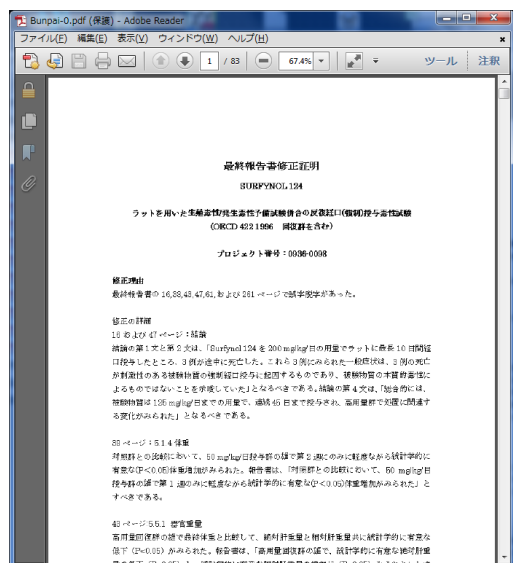 Bunpai-0.pdf (保護) - Adobe Reader
ファイル(F) 編集(E) 表示(V) ウィンドウ(W) ヘルプ(H)
1 / 83 67.4% ツール 注釈
最終報告書修正証明
SURFYNOL 124
ラットを用いた生殖毒性/発生毒性予備試験併合の反復経口(強制)投与毒性試験
(OECD 422 1996 回復群を含む)
プロジェクト番号：0936-0098
修正理由
最終報告書の 16,38,43,47,61,および 261 ページで誤字脱字があった。
修正の詳細
16 および 47 ページ：結論
結論の第 1 文と第 2 文は、「Surfynol 124 を 200 mg/kg/日の用量でラットに最長 10 日間経
口投与したところ、3 例が途中に死亡した。これら 3 例にみられた一般症状は、3 例の死亡
が刺激性のある被験物質の強制経口投与に起因するものであり、被験物質の本質的毒性に
よるものではないことを示唆していた」となるべきである。結論の第 4 文は、「総合的には、
被験物質は 125 mg/kg/日までの用量で、連続 45 日まで投与され、高用量群で処置に関連す
る変化がみられた」となるべきである。
39 ページ：5.1.4 体重
対照群との比較において、50 mg/kg/日投与群の雄で第 2 週にのみに軽度ながら統計学的に
有意な(P<0.05)体重増加がみられた。報告書は、「対照群との比較において、50 mg/kg/日
投与群の雄で第 1 週のみに軽度ながら統計学的に有意な(P<0.05)体重増加がみられた」と
すべきである。
43 ページ 5.5.1 器官重量
高用量回復群の雄で最終体重と比較して、絶対肝重量と相対肝重量共に統計学的に有意な
低下（P<0.05）がみられた。報告書は、「高用量回復群の雄で、統計学的に有意な絶対肝重